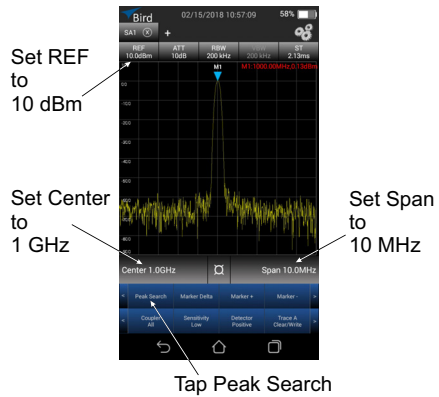 Bird
02/15/2018 10:57:09
58%
SA1
+
REF
10.0dBm
ATT
10dB
RBW
200 kHz
VBW
200 kHz
ST
2.13ms
M1
M1:1000.00MHz,0.13dBm
Center 1.0GHz
Span 10.0MHz
Peak Search
Marker Delta
Marker +
Marker -
Coupler
All
Sensitivity
Low
Detector
Positive
Trace A
Clear/Write
Set REF
to
10 dBm
Set Center
to
1 GHz
Set Span
to
10 MHz
Tap Peak Search